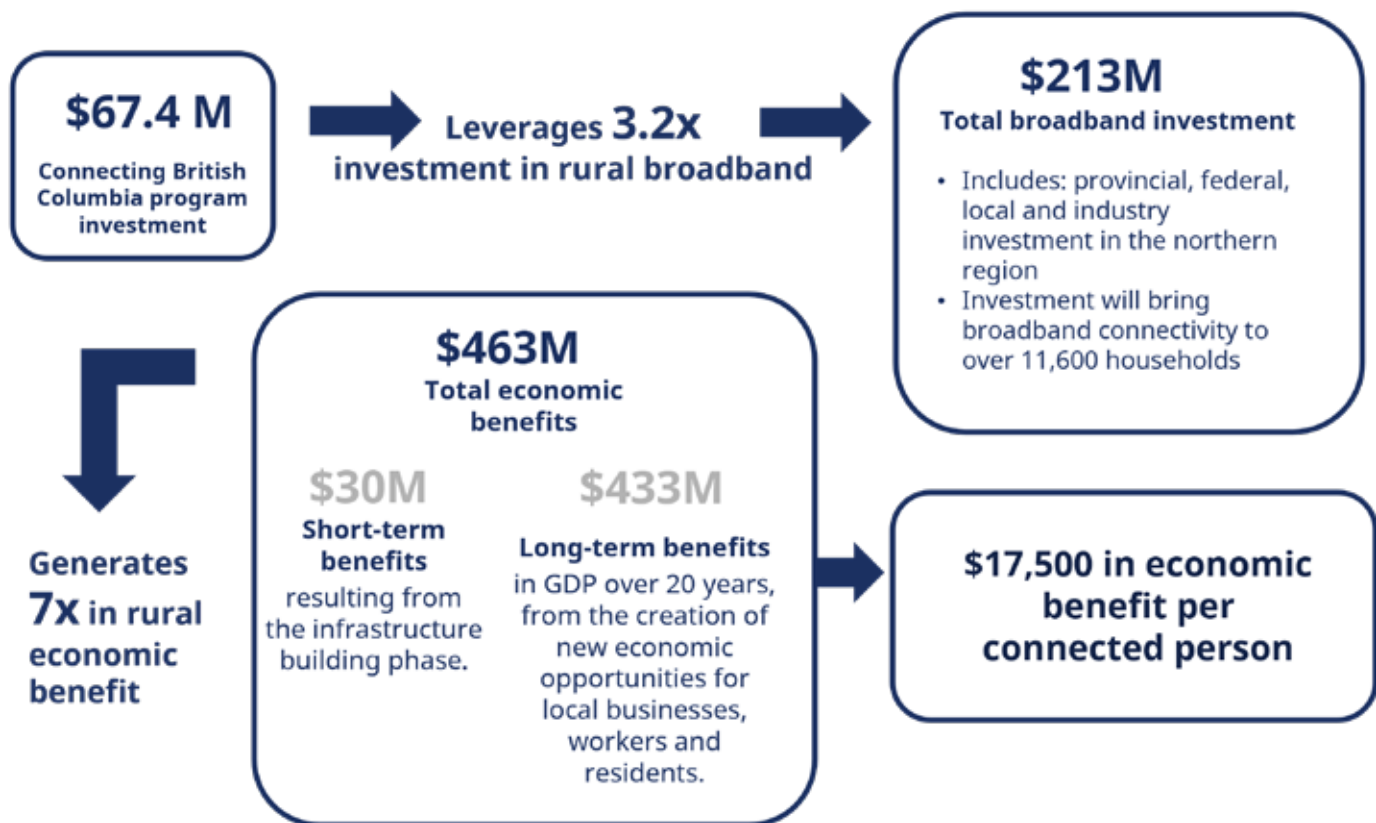 $67.4 M
Connecting British
Columbia program
investment
Leverages 3.2x
investment in rural broadband
$213M
Total broadband investment
• Includes: provincial, federal,
local and industry
investment in the northern
region
• Investment will bring
broadband connectivity to
over 11,600 households
Generates
7x in rural
economic
benefit
$463M
Total economic
benefits
$30M
Short-term
benefits
resulting from
the infrastructure
building phase.
$433M
Long-term benefits
in GDP over 20 years,
from the creation of
new economic
opportunities for
local businesses,
workers and
residents.
$17,500 in economic
benefit per
connected person